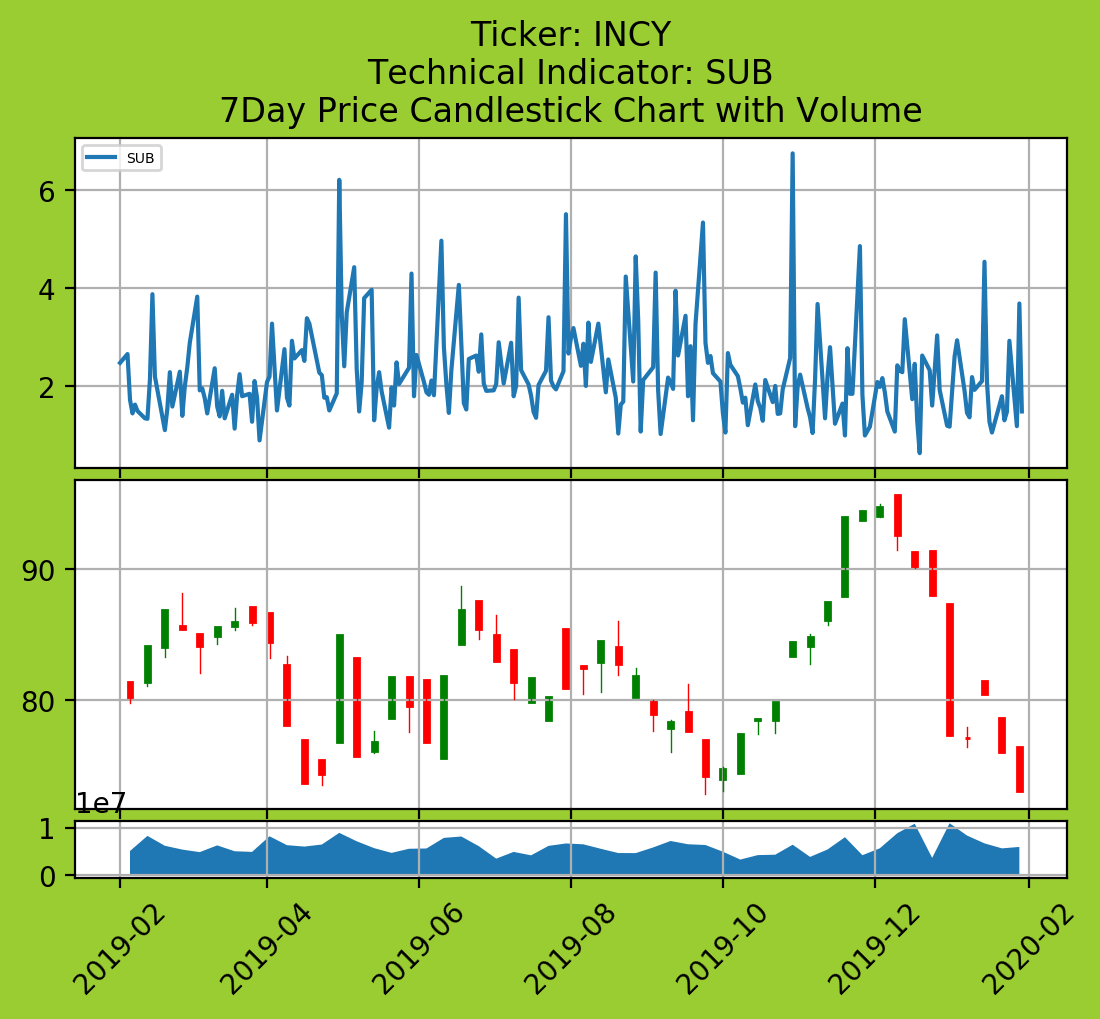 Ticker: INCY
Technical Indicator: SUB
7Day Price Candlestick Chart with Volume
SUB
6
4
2
90
80
1e7
1
0
2019-02
2019-04
2019-06
2019-08
2019-10
2019-12
2020-02